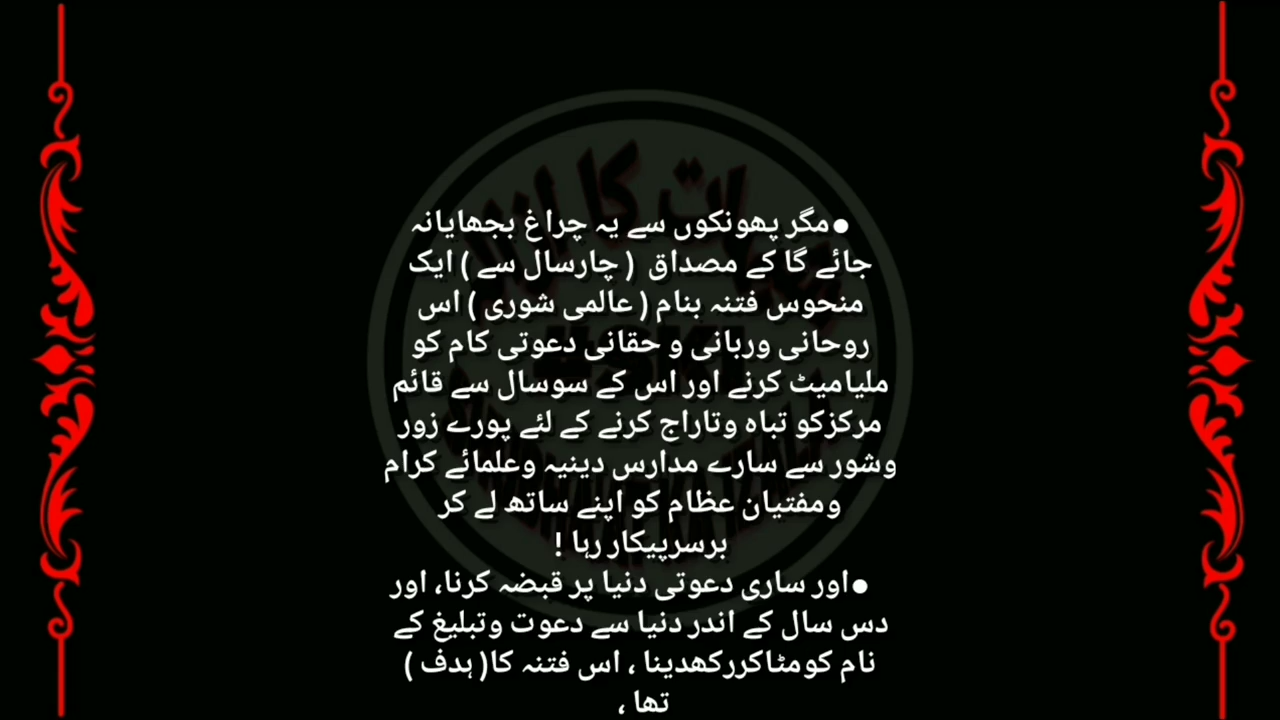 ●مگر پھونکوں سے یہ چراغ بجھایانہ
جائے گا کے مصداق ( چارسال سے ) ایک
منحوس فتنہ بنام ( عالمی شوری ) اس
روحانی وربانی و حقانی دعوتی کام کو
ملیامیٹ کرنے اور اس کے سوسال سے قائم
مرکزکو تباہ وتاراج کرنے کے لئے پورے زور
وشور سے سارے مدارس دینیہ وعلمائے کرام
ومفتیان عظام کو اپنے ساتھ لے کر
برسرپیکار رہا !
●اور ساری دعوتی دنیا پر قبضہ کرنا، اور
دس سال کے اندر دنیا سے دعوت وتبلیغ کے
نام کومٹاکررکھدینا ، اس فتنہ کا( ہدف )
تھا ،